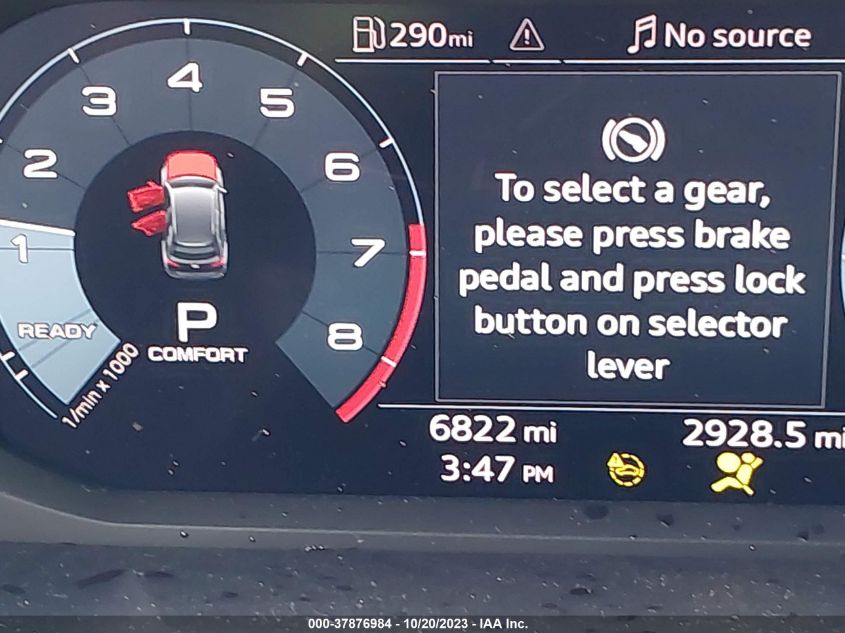 290 mi
No source
4
3
5
2
6
1
7
8
READY
1/min x 1000
P
COMFORT
To select a gear,
please press brake
pedal and press lock
button on selector
lever
6822 mi
2928.5 mi
3:47 PM
000-37876984 - 10/20/2023 - IAA Inc.